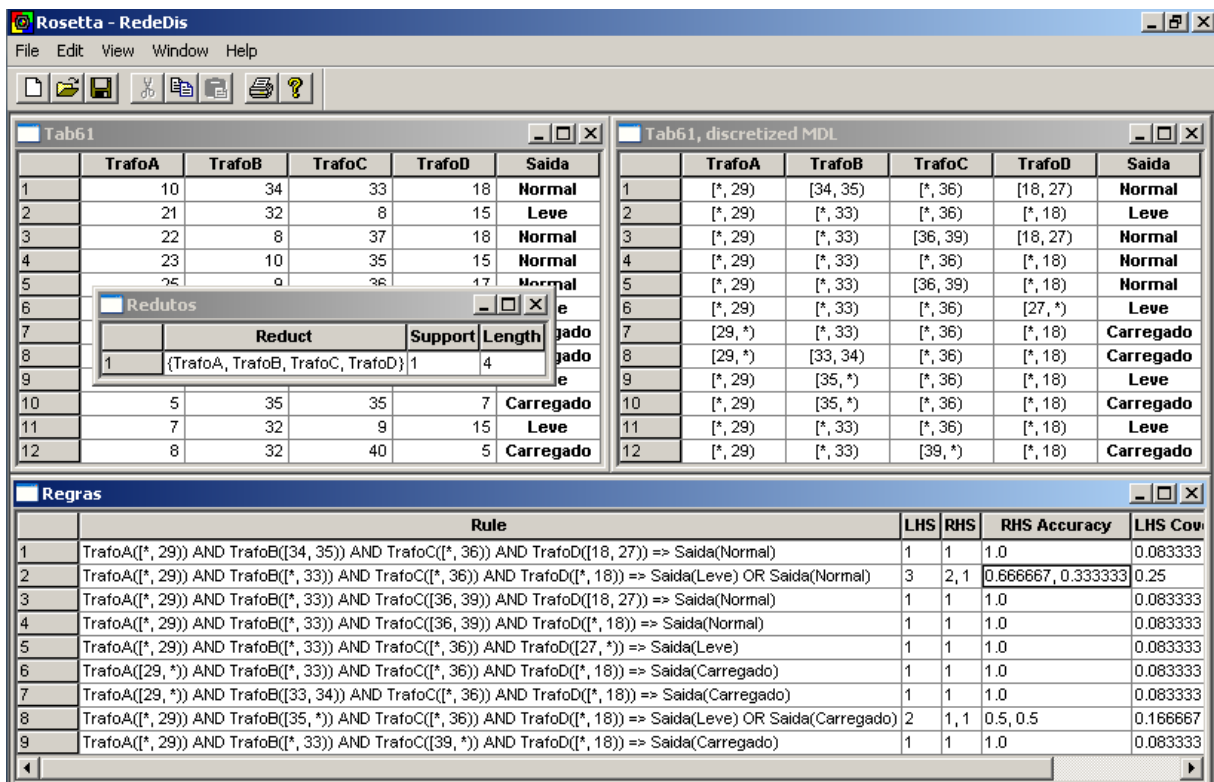 Rosetta - RedeDis
File Edit View Window Help
Tab61
TrafoA TrafoB TrafoC TrafoD Saida
1 10 34 33 18 Normal
2 21 32 8 15 Leve
3 22 8 37 18 Normal
4 23 10 35 15 Normal
5 25 9 36 17 Normal
6 e
7 gado
8 gado
9 e
10 5 35 35 7 Carregado
11 7 32 9 15 Leve
12 8 32 40 5 Carregado
Redutos
Reduct Support Length
1 {TrafoA, TrafoB, TrafoC, TrafoD} 1 4
Tab61, discretized MDL
TrafoA TrafoB TrafoC TrafoD Saida
1 [*, 29) [34, 35) [*, 36) [18, 27) Normal
2 [*, 29) [*, 33) [*, 36) [*, 18) Leve
3 [*, 29) [*, 33) [36, 39) [18, 27) Normal
4 [*, 29) [*, 33) [*, 36) [*, 18) Normal
5 [*, 29) [*, 33) [36, 39) [*, 18) Normal
6 [*, 29) [*, 33) [*, 36) [27, *) Leve
7 [29, *) [*, 33) [*, 36) [*, 18) Carregado
8 [29, *) [33, 34) [*, 36) [*, 18) Carregado
9 [*, 29) [35, *) [*, 36) [*, 18) Leve
10 [*, 29) [35, *) [*, 36) [*, 18) Carregado
11 [*, 29) [*, 33) [*, 36) [*, 18) Leve
12 [*, 29) [*, 33) [39, *) [*, 18) Carregado
Regras
Rule LHS RHS RHS Accuracy LHS Cov
1 TrafoA([*, 29)) AND TrafoB([34, 35)) AND TrafoC([*, 36)) AND TrafoD([18, 27)) => Saida(Normal) 1 1 1.0 0.083333
2 TrafoA([*, 29)) AND TrafoB([*, 33)) AND TrafoC([*, 36)) AND TrafoD([*, 18)) => Saida(Leve) OR Saida(Normal) 3 2, 1 0.666667, 0.333333 0.25
3 TrafoA([*, 29)) AND TrafoB([*, 33)) AND TrafoC([36, 39)) AND TrafoD([18, 27)) => Saida(Normal) 1 1 1.0 0.083333
4 TrafoA([*, 29)) AND TrafoB([*, 33)) AND TrafoC([36, 39)) AND TrafoD([*, 18)) => Saida(Normal) 1 1 1.0 0.083333
5 TrafoA([*, 29)) AND TrafoB([*, 33)) AND TrafoC([*, 36)) AND TrafoD([27, *)) => Saida(Leve) 1 1 1.0 0.083333
6 TrafoA([29, *)) AND TrafoB([*, 33)) AND TrafoC([*, 36)) AND TrafoD([*, 18)) => Saida(Carregado) 1 1 1.0 0.083333
7 TrafoA([29, *)) AND TrafoB([33, 34)) AND TrafoC([*, 36)) AND TrafoD([*, 18)) => Saida(Carregado) 1 1 1.0 0.083333
8 TrafoA([*, 29)) AND TrafoB([35, *)) AND TrafoC([*, 36)) AND TrafoD([*, 18)) => Saida(Leve) OR Saida(Carregado) 2 1, 1 0.5, 0.5 0.166667
9 TrafoA([*, 29)) AND TrafoB([*, 33)) AND TrafoC([39, *)) AND TrafoD([*, 18)) => Saida(Carregado) 1 1 1.0 0.083333